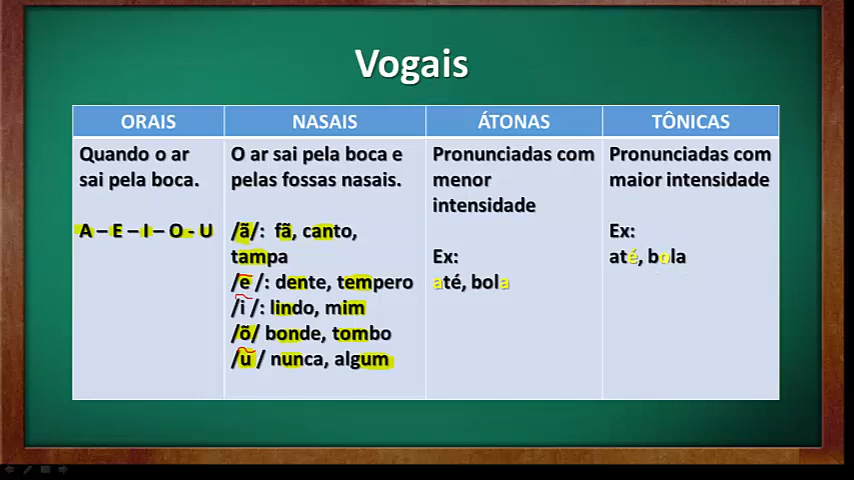 Vogais
ORAIS
NASAIS
ÁTONAS
TÔNICAS
Quando o ar
sai pela boca.
A – E – I – O - U
O ar sai pela boca e
pelas fossas nasais.
/ã/: fã, canto,
tampa
/e /: dente, tempero
/i /: lindo, mim
/õ/ bonde, tombo
/u / nunca, algum
Pronunciadas com
menor
intensidade
Ex:
até, bola
Pronunciadas com
maior intensidade
Ex:
até, bola